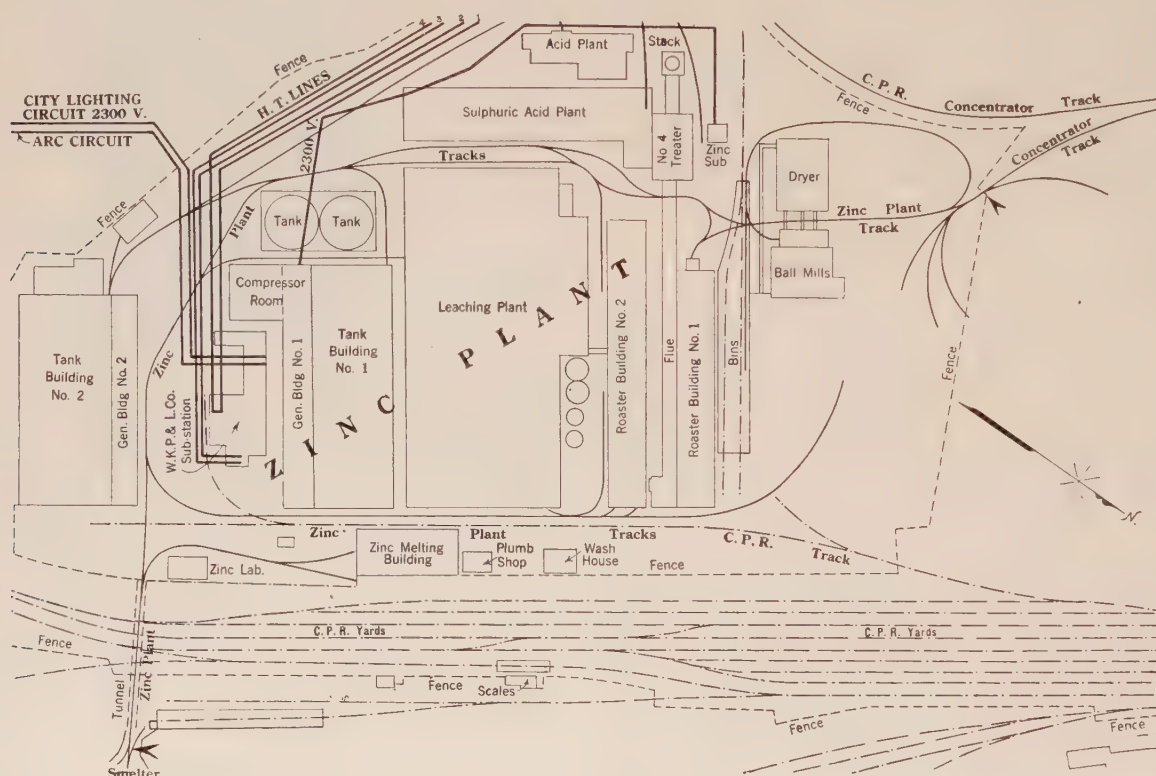 4 3 2 1
Fence
H. T. LINES
CITY LIGHTING
CIRCUIT 2300 V.
ARC CIRCUIT
2300 V.
Acid Plant
Stack
Sulphuric Acid Plant
No 4
Treater
Zinc
Sub
C. P. R.
Fence
Concentrator Track
Concentrator
Track
Fence
Tracks
Plant
Tank
Tank
Dryer
Zinc Plant
Track
Ball Mills
Compressor
Room
Leaching Plant
ZINC PLANT
Tank
Building
No. 2
Gen. Bldg No. 2
Zinc
W.K.P.& L.Co.
Sub-station
Gen. Bldg No. 1
Tank
Building
No. 1
Roaster Building No. 2
Flue
Roaster Building No. 1
Bins
Fence
N.
Zinc Plant Tracks
C. P. R. Track
Zinc Melting
Building
Plumb
Shop
Wash
House
Fence
Zinc Lab.
C. P. R. Yards
C. P. R. Yards
Fence
Zinc Plant
Tunnel
Fence
Scales
Fence
Fence
Smelter